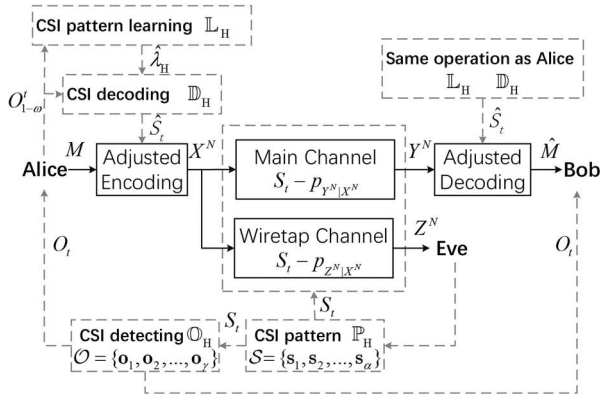 CSI pattern learning 𝕃_H
λ̂_H
O^t_{1-ω}
CSI decoding 𝔻_H
Ŝ_t
Same operation as Alice
𝕃_H 𝔻_H
Ŝ_t
Alice
M
Adjusted
Encoding
X^N
Main Channel
S_t − p_{Y^N|X^N}
Y^N
Adjusted
Decoding
M̂
Bob
Wiretap Channel
S_t − p_{Z^N|X^N}
Z^N
Eve
O_t
O_t
S_t
CSI detecting 𝕆_H
𝒪 = {o_1, o_2, ..., o_γ}
S_t
CSI pattern ℙ_H
𝒮 = {s_1, s_2, ..., s_α}